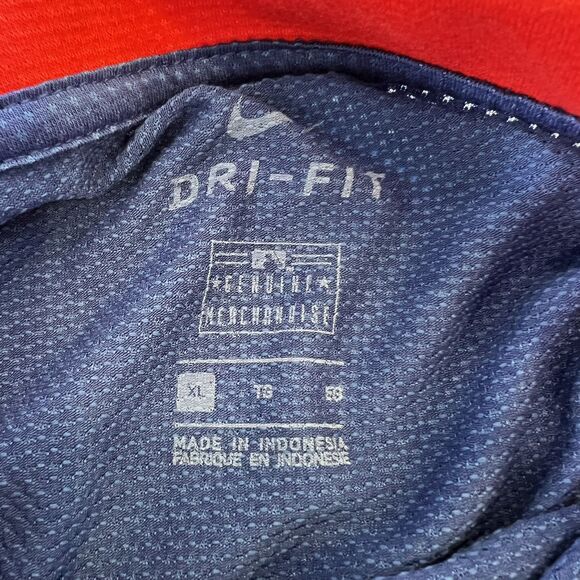 DRI-FIT
GENUINE
MERCHANDISE
XL TG EG
MADE IN INDONESIA
FABRIQUE EN INDONESIE